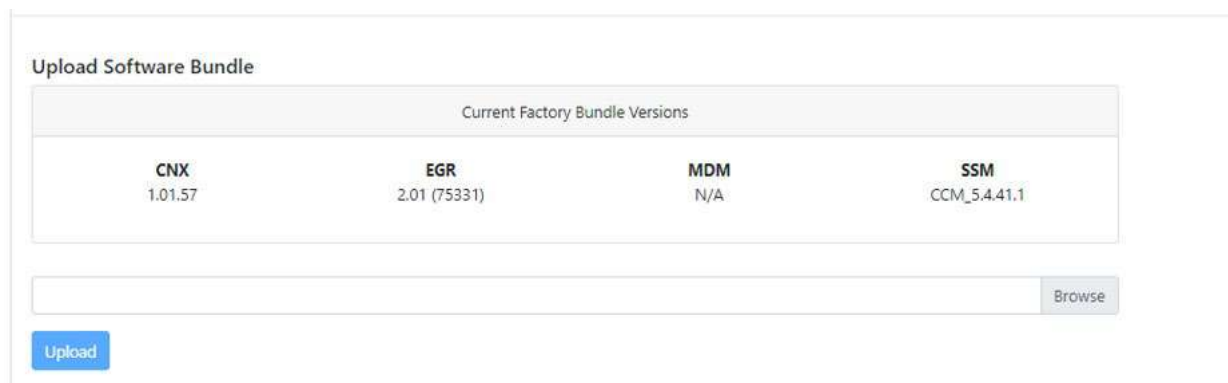 Upload Software Bundle
Current Factory Bundle Versions
CNX EGR MDM SSM
1.01.57 2.01 (75331) N/A CCM_5.4.41.1
Browse
Upload